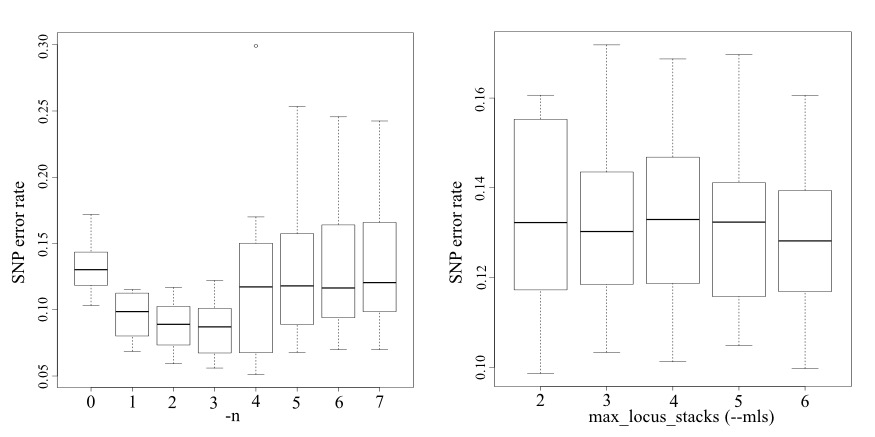 SNP error rate
0.30
0.25
0.20
0.15
0.10
0.05
0 1 2 3 4 5 6 7
-n
SNP error rate
0.16
0.14
0.12
0.10
2 3 4 5 6
max_locus_stacks (--mls)